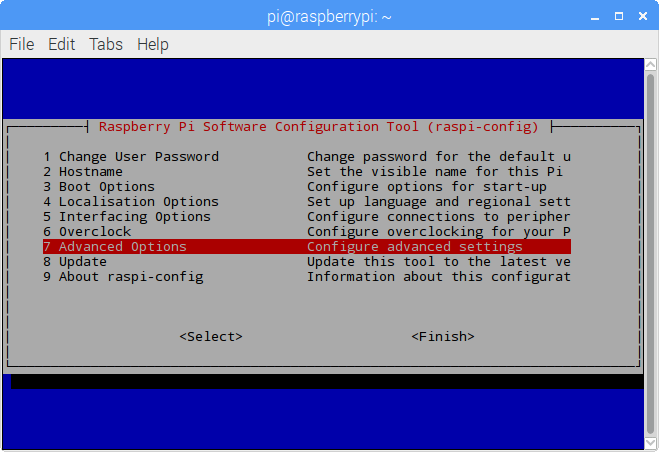 pi@raspberrypi: ~
File Edit Tabs Help
Raspberry Pi Software Configuration Tool (raspi-config)
1 Change User Password Change password for the default u
2 Hostname Set the visible name for this Pi
3 Boot Options Configure options for start-up
4 Localisation Options Set up language and regional sett
5 Interfacing Options Configure connections to peripher
6 Overclock Configure overclocking for your P
7 Advanced Options Configure advanced settings
8 Update Update this tool to the latest ve
9 About raspi-config Information about this configurat
<Select> <Finish>